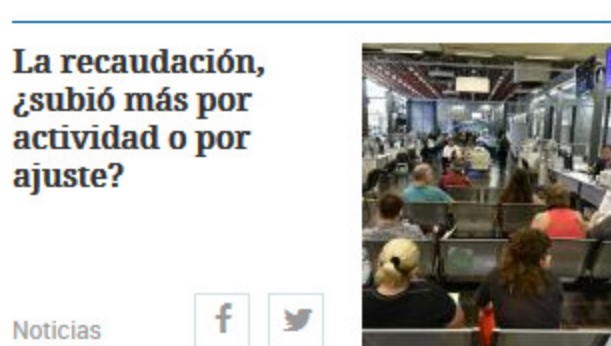 La recaudación,
¿subió más por
actividad o por
ajuste?
Noticias